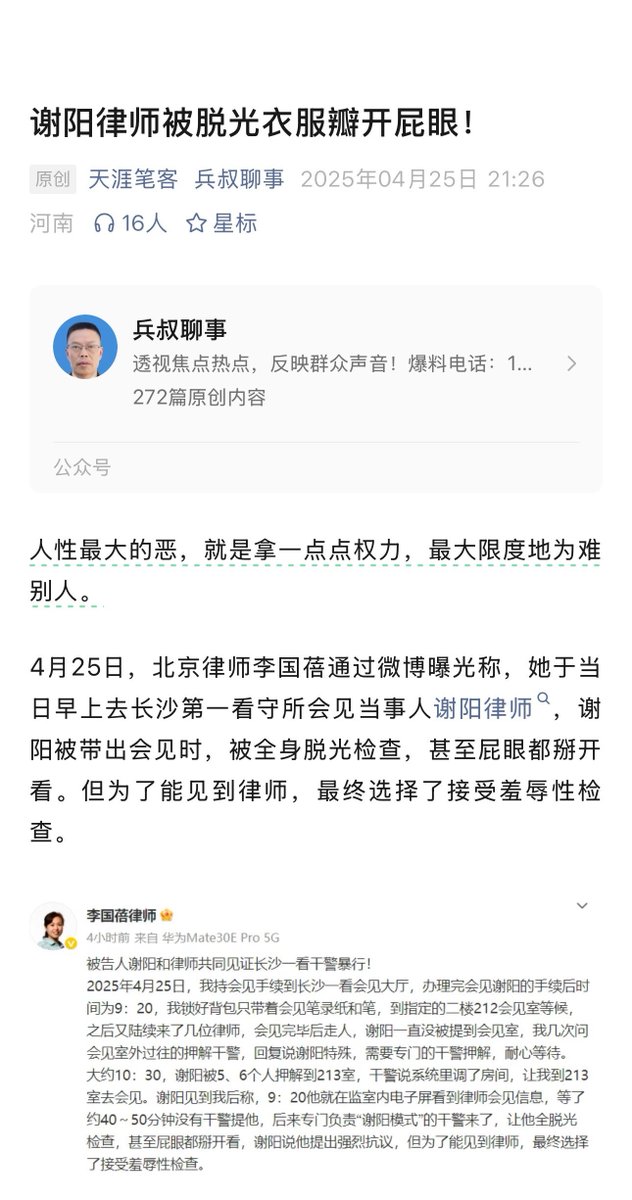 谢阳律师被脱光衣服瓣开屁眼！
原创 天涯笔客 兵叔聊事 2025年04月25日 21:26
河南 16人 星标
兵叔聊事
透视焦点热点，反映群众声音！爆料电话：1...
272篇原创内容
公众号
人性最大的恶，就是拿一点点权力，最大限度地为难
别人。
4月25日，北京律师李国蓓通过微博曝光称，她于当
日早上去长沙第一看守所会见当事人谢阳律师，谢
阳被带出会见时，被全身脱光检查，甚至屁眼都掰开
看。但为了能见到律师，最终选择了接受羞辱性检
查。
李国蓓律师
4小时前 来自 华为Mate30E Pro 5G
被告人谢阳和律师共同见证长沙一看干警暴行！
2025年4月25日，我持会见手续到长沙一看会见大厅，办理完会见谢阳的手续后时
间为9：20，我锁好背包只带着会见笔录纸和笔，到指定的二楼212会见室等候，
之后又陆续来了几位律师，会见完毕后走人，谢阳一直没被提到会见室，我几次问
会见室外过往的押解干警，回复说谢阳特殊，需要专门的干警押解，耐心等待。
大约10：30，谢阳被5、6个人押解到213室，干警说系统里调了房间，让我到213
室去会见。谢阳见到我后称，9：20他就在监室内电子屏看到律师会见信息，等了
约40～50分钟没有干警提他，后来专门负责“谢阳模式”的干警来了，让他全脱光
检查，甚至屁眼都掰开看，谢阳说他提出强烈抗议，但为了能见到律师，最终选择
了接受羞辱性检查。